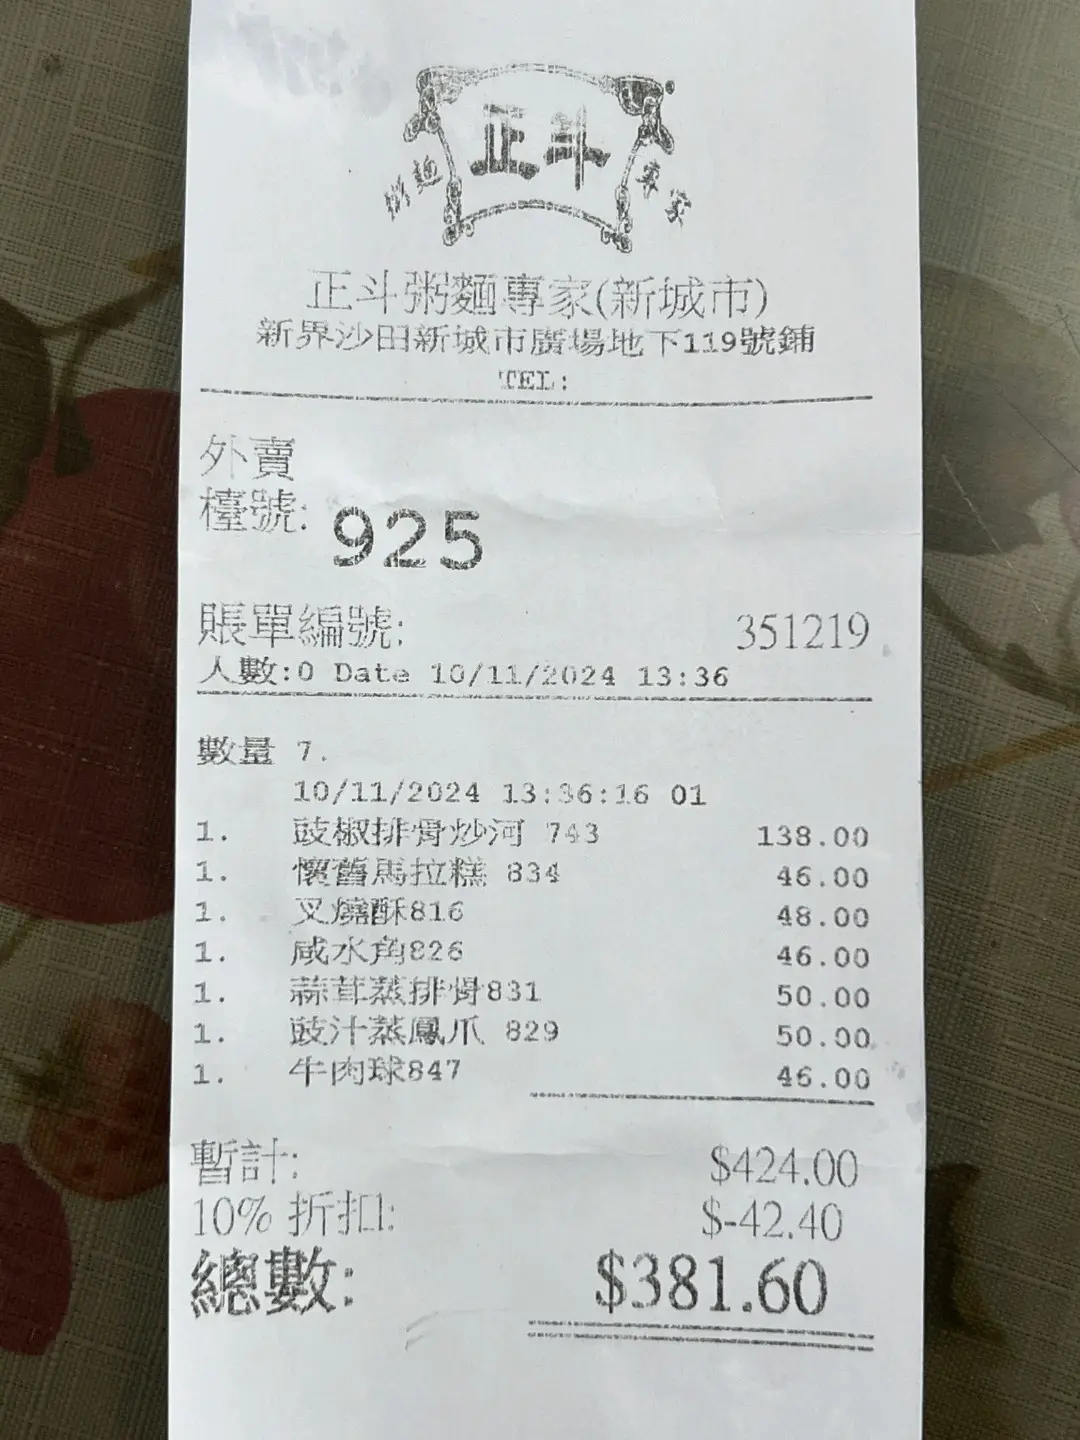 正斗
粥麵 專家
正斗粥麵專家(新城市)
新界沙田新城市廣場地下119號鋪
TEL:
外賣
檯號: 925
賬單編號: 351219
人數:0 Date 10/11/2024 13:36
數量 7.
10/11/2024 13:36:16 01
1. 豉椒排骨炒河 743 138.00
1. 懷舊馬拉糕 834 46.00
1. 叉燒酥816 48.00
1. 咸水角826 46.00
1. 蒜茸蒸排骨831 50.00
1. 豉汁蒸鳳爪 829 50.00
1. 牛肉球847 46.00
暫計: $424.00
10% 折扣: $-42.40
總數: $381.60